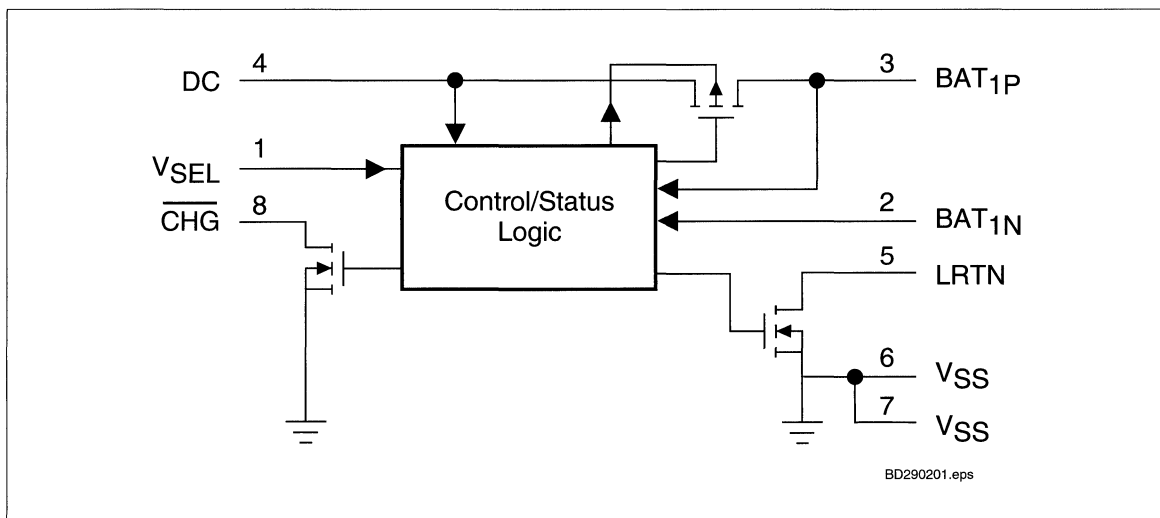 DC 4 3 BAT1P
VSEL 1
CHG 8
Control/Status
Logic
2 BAT1N
5 LRTN
6 VSS
7 VSS
BD290201.eps